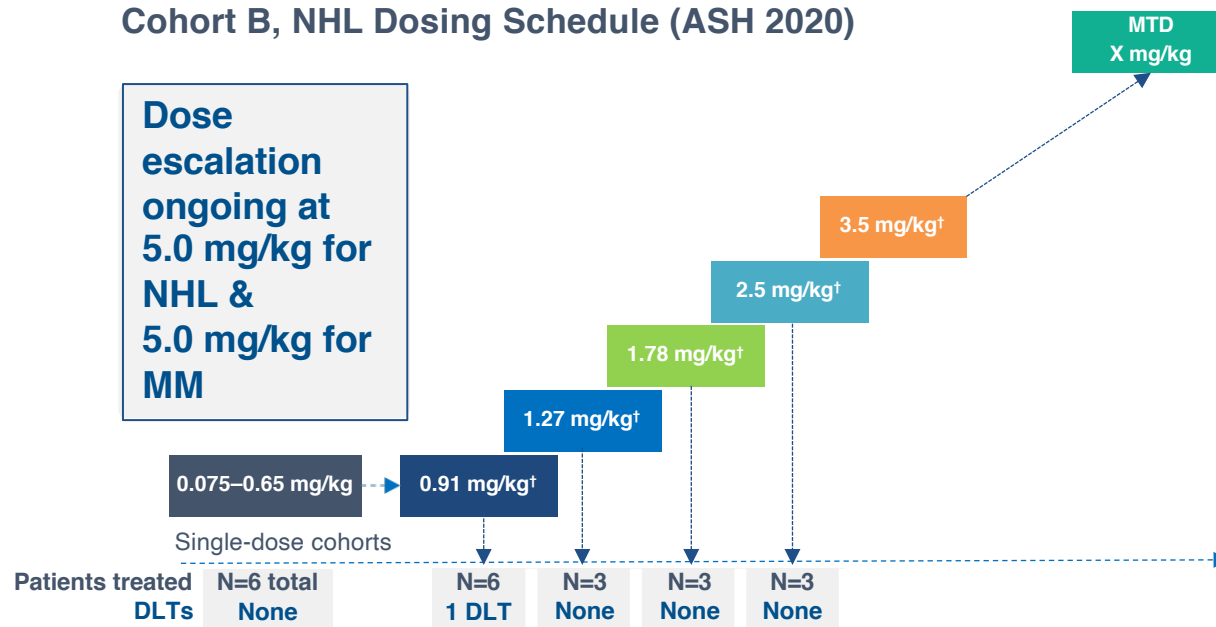 Cohort B, NHL Dosing Schedule (ASH 2020)
MTD
X mg/kg
Dose
escalation
ongoing at
5.0 mg/kg for
NHL &
5.0 mg/kg for
MM
3.5 mg/kg†
2.5 mg/kg†
1.78 mg/kg†
1.27 mg/kg†
0.075–0.65 mg/kg
0.91 mg/kg†
Single-dose cohorts
Patients treated N=6 total N=6 N=3 N=3 N=3
DLTs None 1 DLT None None None